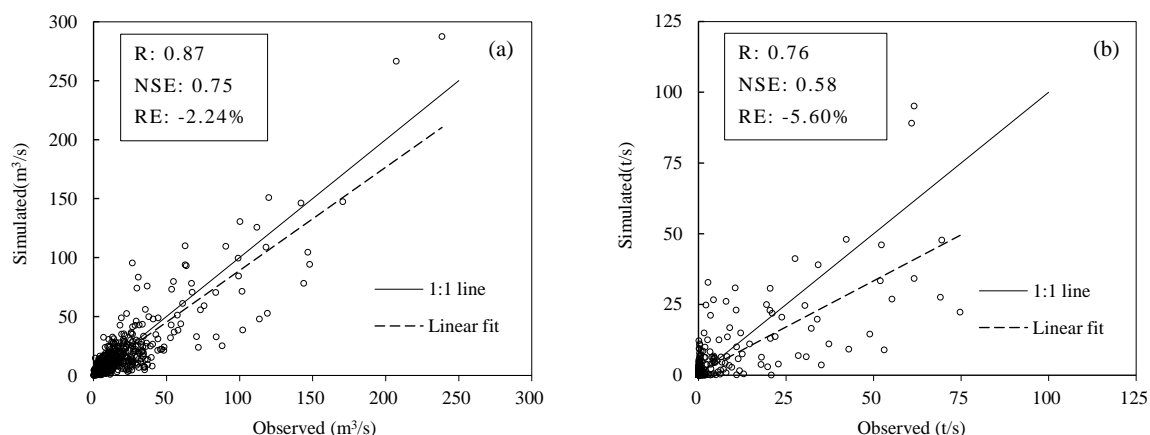 (a)
R: 0.87
NSE: 0.75
RE: -2.24%
Simulated(m³/s)
300
250
200
150
100
50
0
1:1 line
Linear fit
0 50 100 150 200 250 300
Observed (m³/s)
(b)
R: 0.76
NSE: 0.58
RE: -5.60%
Simulated(t/s)
125
100
75
50
25
0
1:1 line
Linear fit
0 25 50 75 100 125
Observed (t/s)